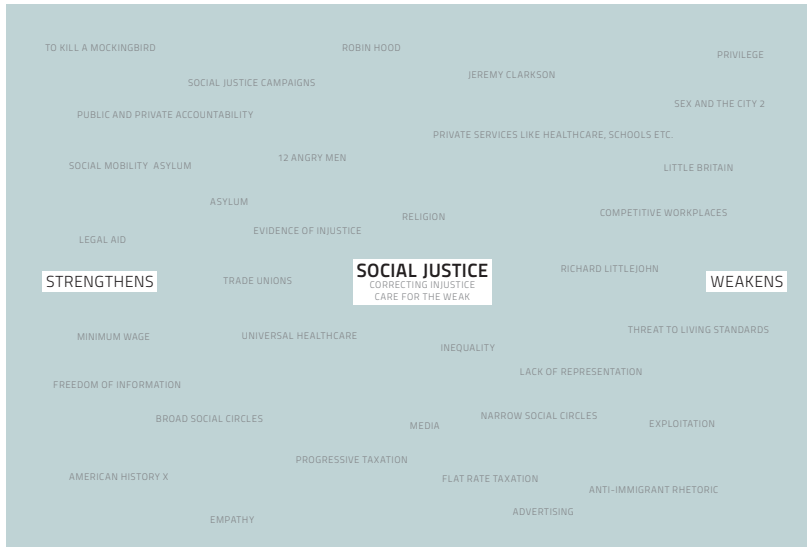 TO KILL A MOCKINGBIRD
ROBIN HOOD
PRIVILEGE
JEREMY CLARKSON
SOCIAL JUSTICE CAMPAIGNS
SEX AND THE CITY 2
PUBLIC AND PRIVATE ACCOUNTABILITY
PRIVATE SERVICES LIKE HEALTHCARE, SCHOOLS ETC.
12 ANGRY MEN
SOCIAL MOBILITY ASYLUM
LITTLE BRITAIN
ASYLUM
COMPETITIVE WORKPLACES
RELIGION
EVIDENCE OF INJUSTICE
LEGAL AID
RICHARD LITTLEJOHN
STRENGTHENS
TRADE UNIONS
SOCIAL JUSTICE
CORRECTING INJUSTICE
CARE FOR THE WEAK
WEAKENS
THREAT TO LIVING STANDARDS
MINIMUM WAGE
UNIVERSAL HEALTHCARE
INEQUALITY
LACK OF REPRESENTATION
FREEDOM OF INFORMATION
BROAD SOCIAL CIRCLES
NARROW SOCIAL CIRCLES
MEDIA
EXPLOITATION
PROGRESSIVE TAXATION
AMERICAN HISTORY X
FLAT RATE TAXATION
ANTI-IMMIGRANT RHETORIC
ADVERTISING
EMPATHY